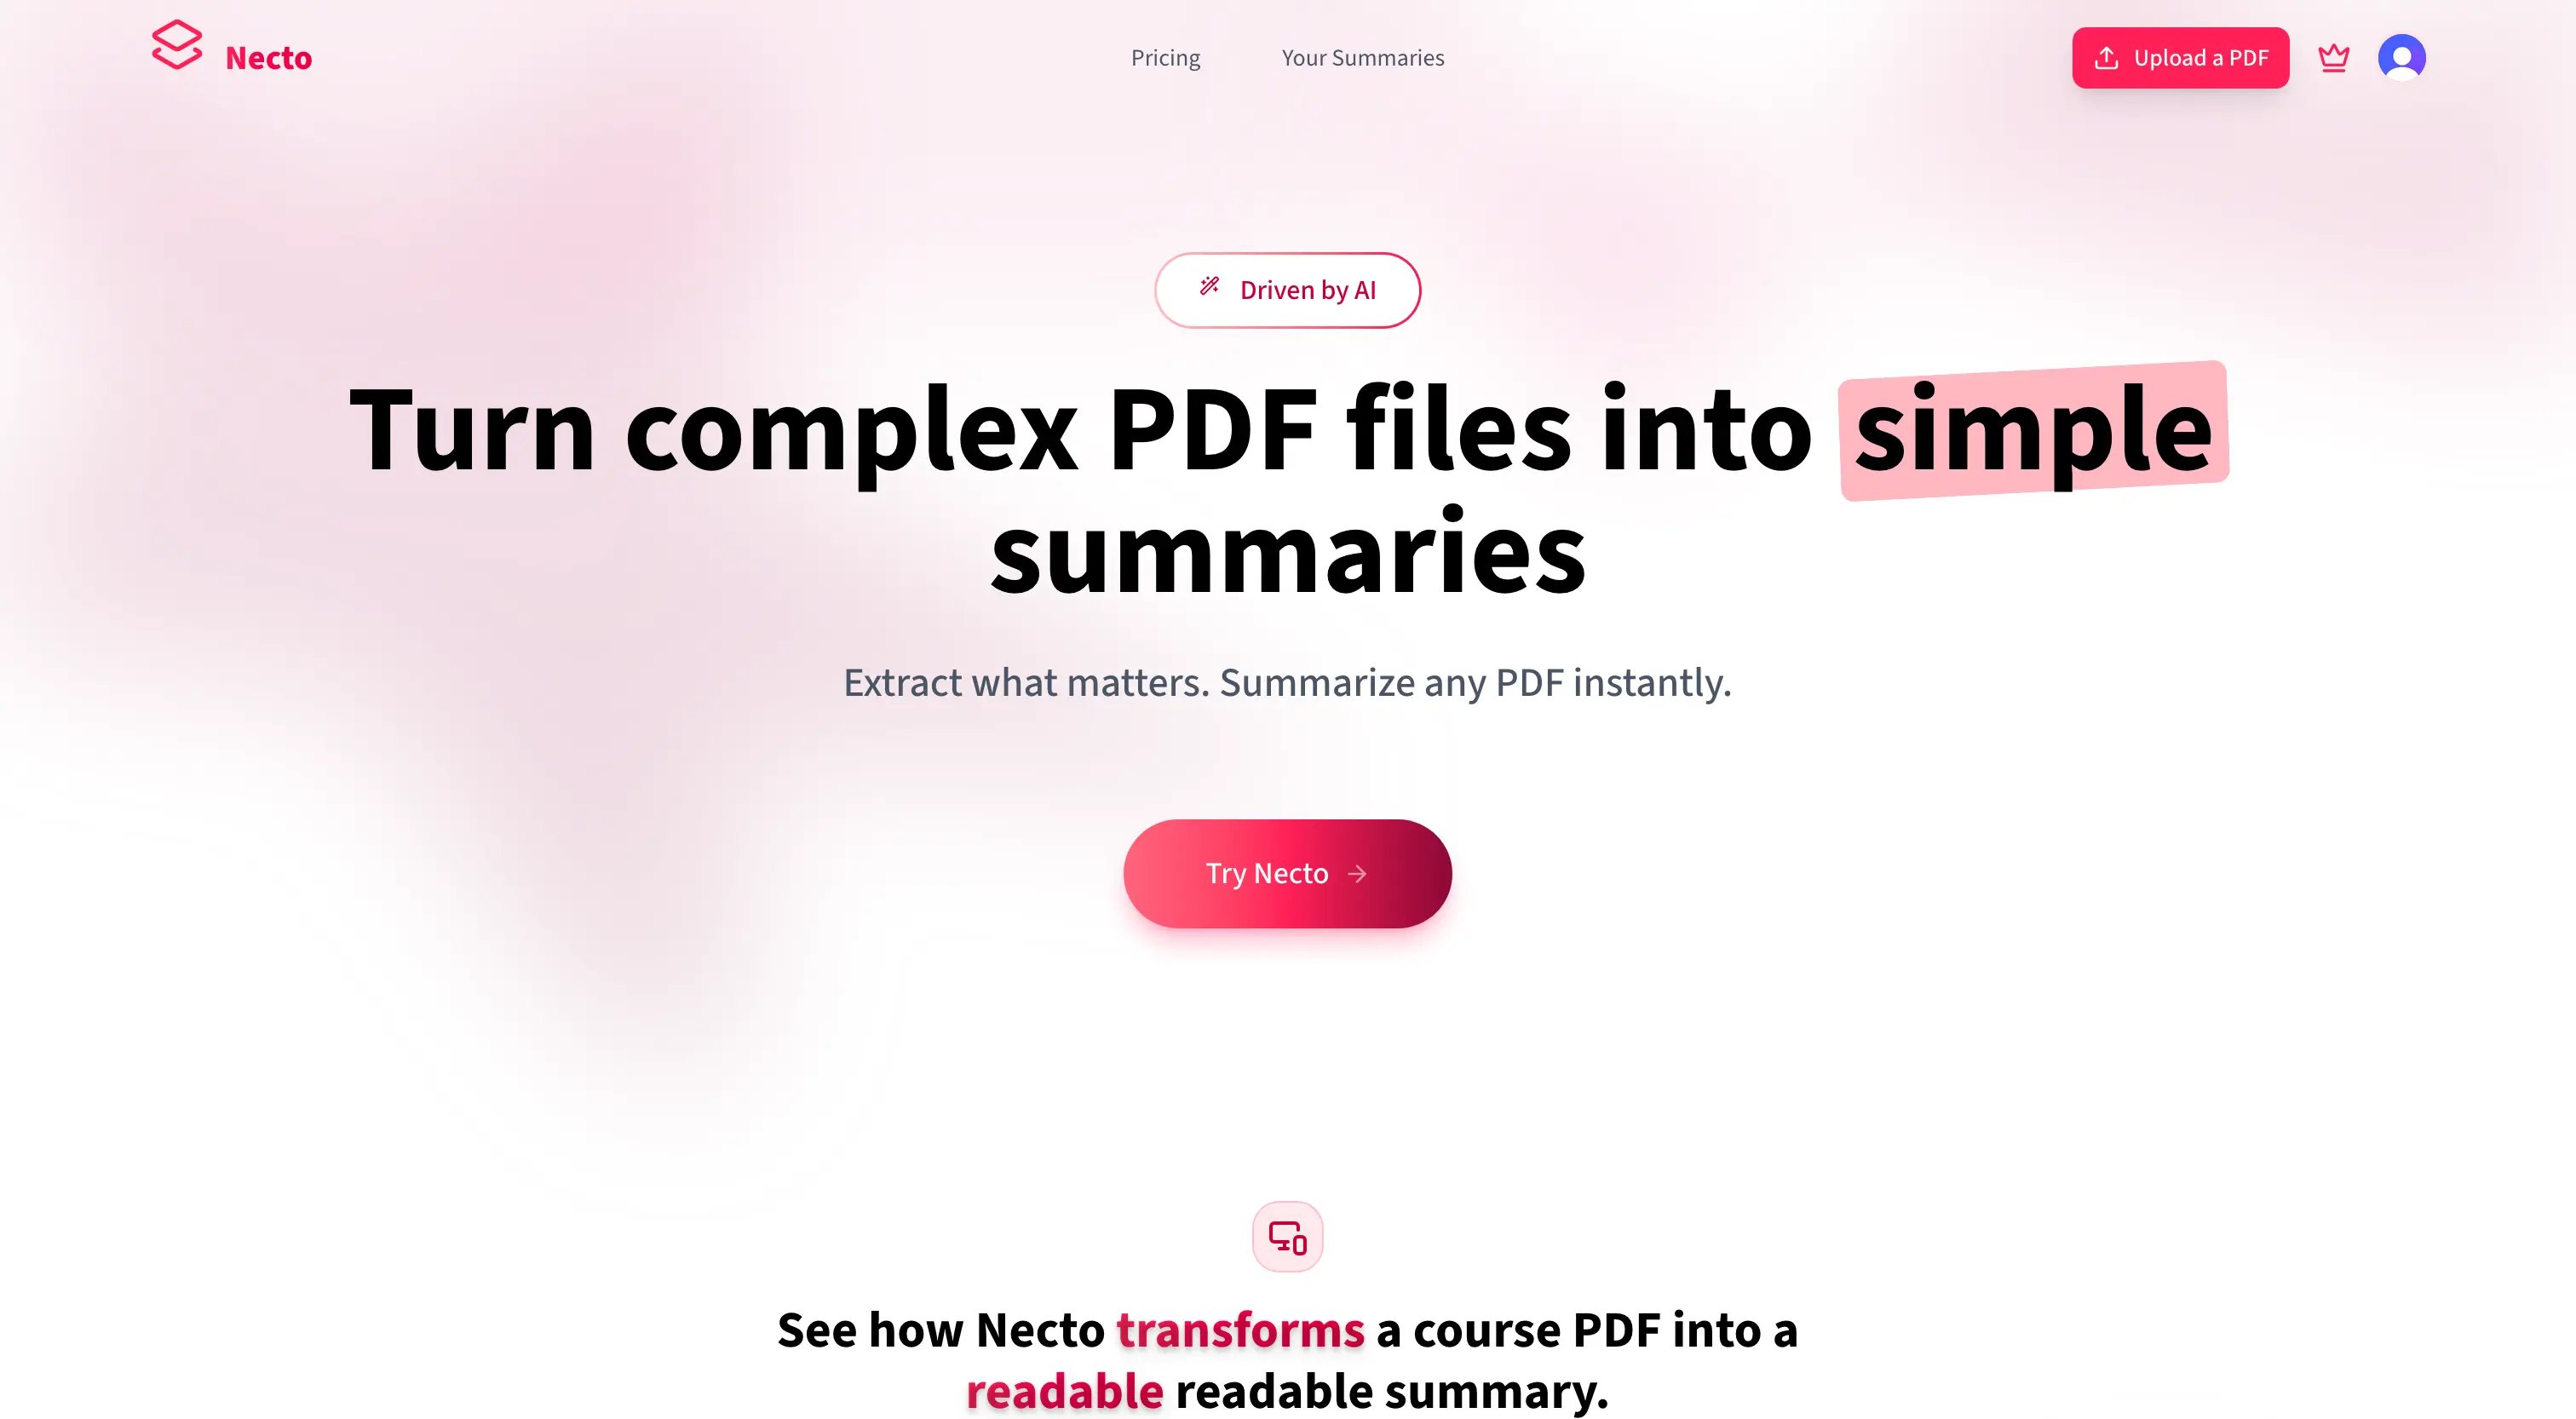 Necto
Pricing
Your Summaries
Upload a PDF
Driven by AI
Turn complex PDF files into simple
summaries
Extract what matters. Summarize any PDF instantly.
Try Necto
See how Necto transforms a course PDF into a
readable readable summary.